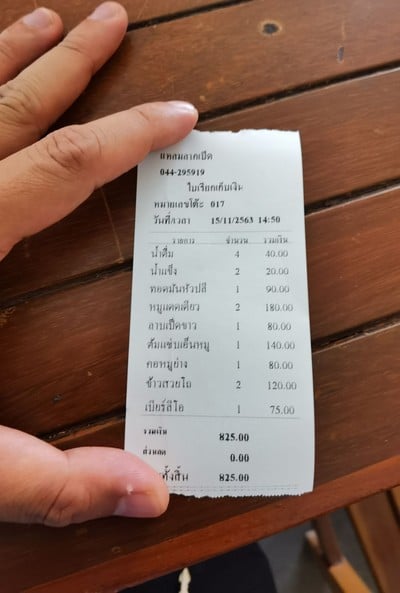 แหลมลาบเป็ด
044-295919
ใบเรียกเก็บเงิน
หมายเลขโต๊ะ 017
วันที่/เวลา 15/11/2563 14:50
รายการ จำนวน รวมเงิน
น้ำดื่ม 4 40.00
น้ำแข็ง 2 20.00
ทอดมันหัวปลี 1 90.00
หมูแดดเดียว 2 180.00
ลาบเป็ดขาว 1 80.00
ต้มแซ่บเอ็นหมู 1 140.00
คอหมูย่าง 1 80.00
ข้าวสวยโถ 2 120.00
เบียร์ลีโอ 1 75.00
รวมเงิน 825.00
ส่วนลด 0.00
ทั้งสิ้น 825.00